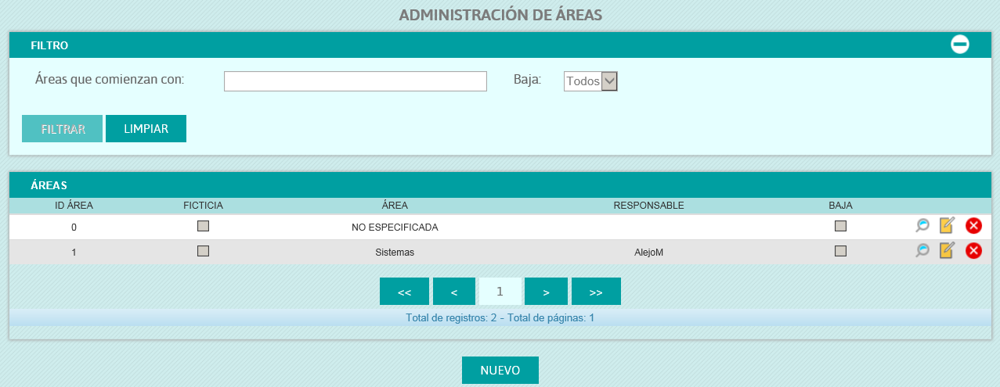 ADMINISTRACIÓN DE ÁREAS
FILTRO
Áreas que comienzan con: Baja: Todos
FILTRAR LIMPIAR
ÁREAS
ID ÁREA FICTICIA ÁREA RESPONSABLE BAJA
0 NO ESPECIFICADA
1 Sistemas AlejoM
<< < 1 > >>
Total de registros: 2 - Total de páginas: 1
NUEVO